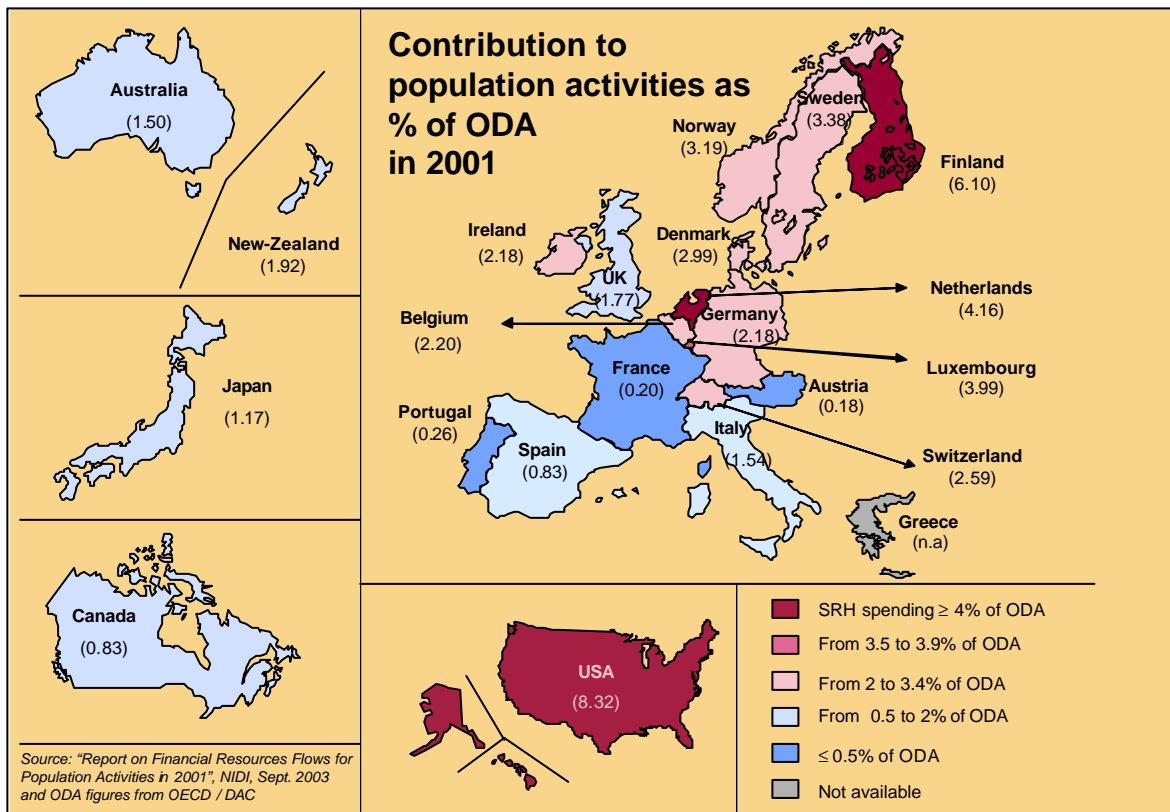 Contribution to
population activities as
% of ODA
in 2001
Australia
(1.50)
New-Zealand
(1.92)
Japan
(1.17)
Canada
(0.83)
Source: "Report on Financial Resources Flows for
Population Activities in 2001", NIDI, Sept. 2003
and ODA figures from OECD / DAC
Sweden
(3.38)
Norway
(3.19)
Finland
(6.10)
Ireland
(2.18)
Denmark
(2.99)
UK
(1.77)
Netherlands
(4.16)
Germany
(2.18)
Belgium
(2.20)
Luxembourg
(3.99)
France
(0.20)
Austria
(0.18)
Portugal
(0.26)
Spain
(0.83)
Italy
(1.54)
Switzerland
(2.59)
Greece
(n.a)
USA
(8.32)
SRH spending ≥ 4% of ODA
From 3.5 to 3.9% of ODA
From 2 to 3.4% of ODA
From 0.5 to 2% of ODA
≤ 0.5% of ODA
Not available